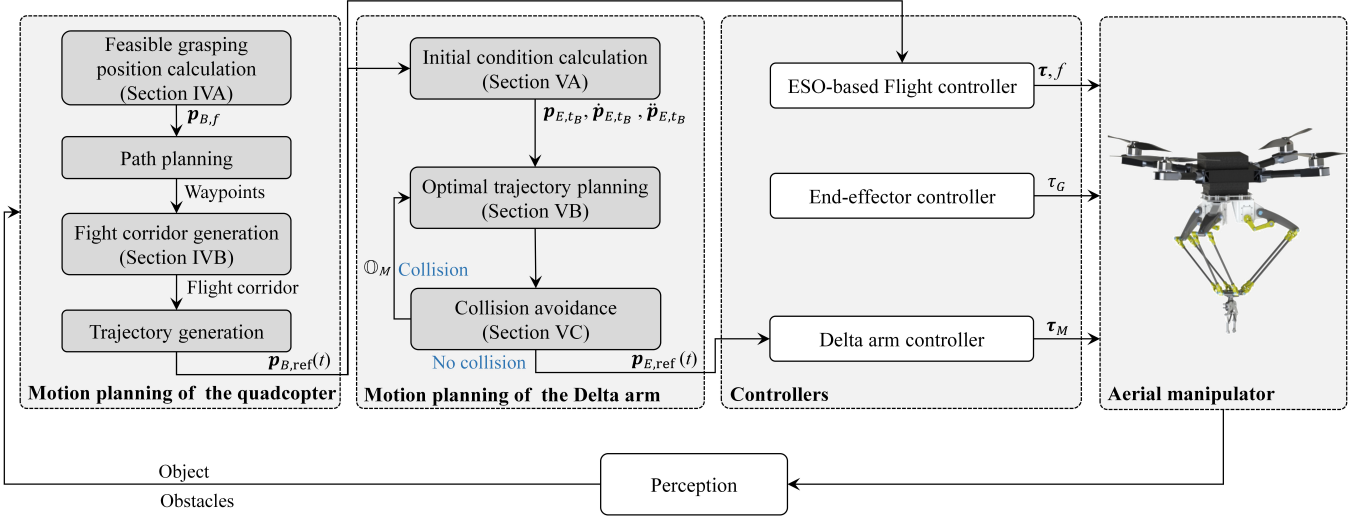 Feasible grasping
position calculation
(Section IVA)
𝒑_{B,f}
Path planning
Waypoints
Fight corridor generation
(Section IVB)
Flight corridor
Trajectory generation
𝒑_{B,ref}(t)
Motion planning of the quadcopter
Initial condition calculation
(Section VA)
𝒑_{E,t_B}, 𝒑̇_{E,t_B}, 𝒑̈_{E,t_B}
Optimal trajectory planning
(Section VB)
𝕆_M Collision
Collision avoidance
(Section VC)
No collision
𝒑_{E,ref}(t)
Motion planning of the Delta arm
ESO-based Flight controller
End-effector controller
Delta arm controller
Controllers
𝝉, f
τ_G
𝝉_M
Aerial manipulator
Perception
Object
Obstacles